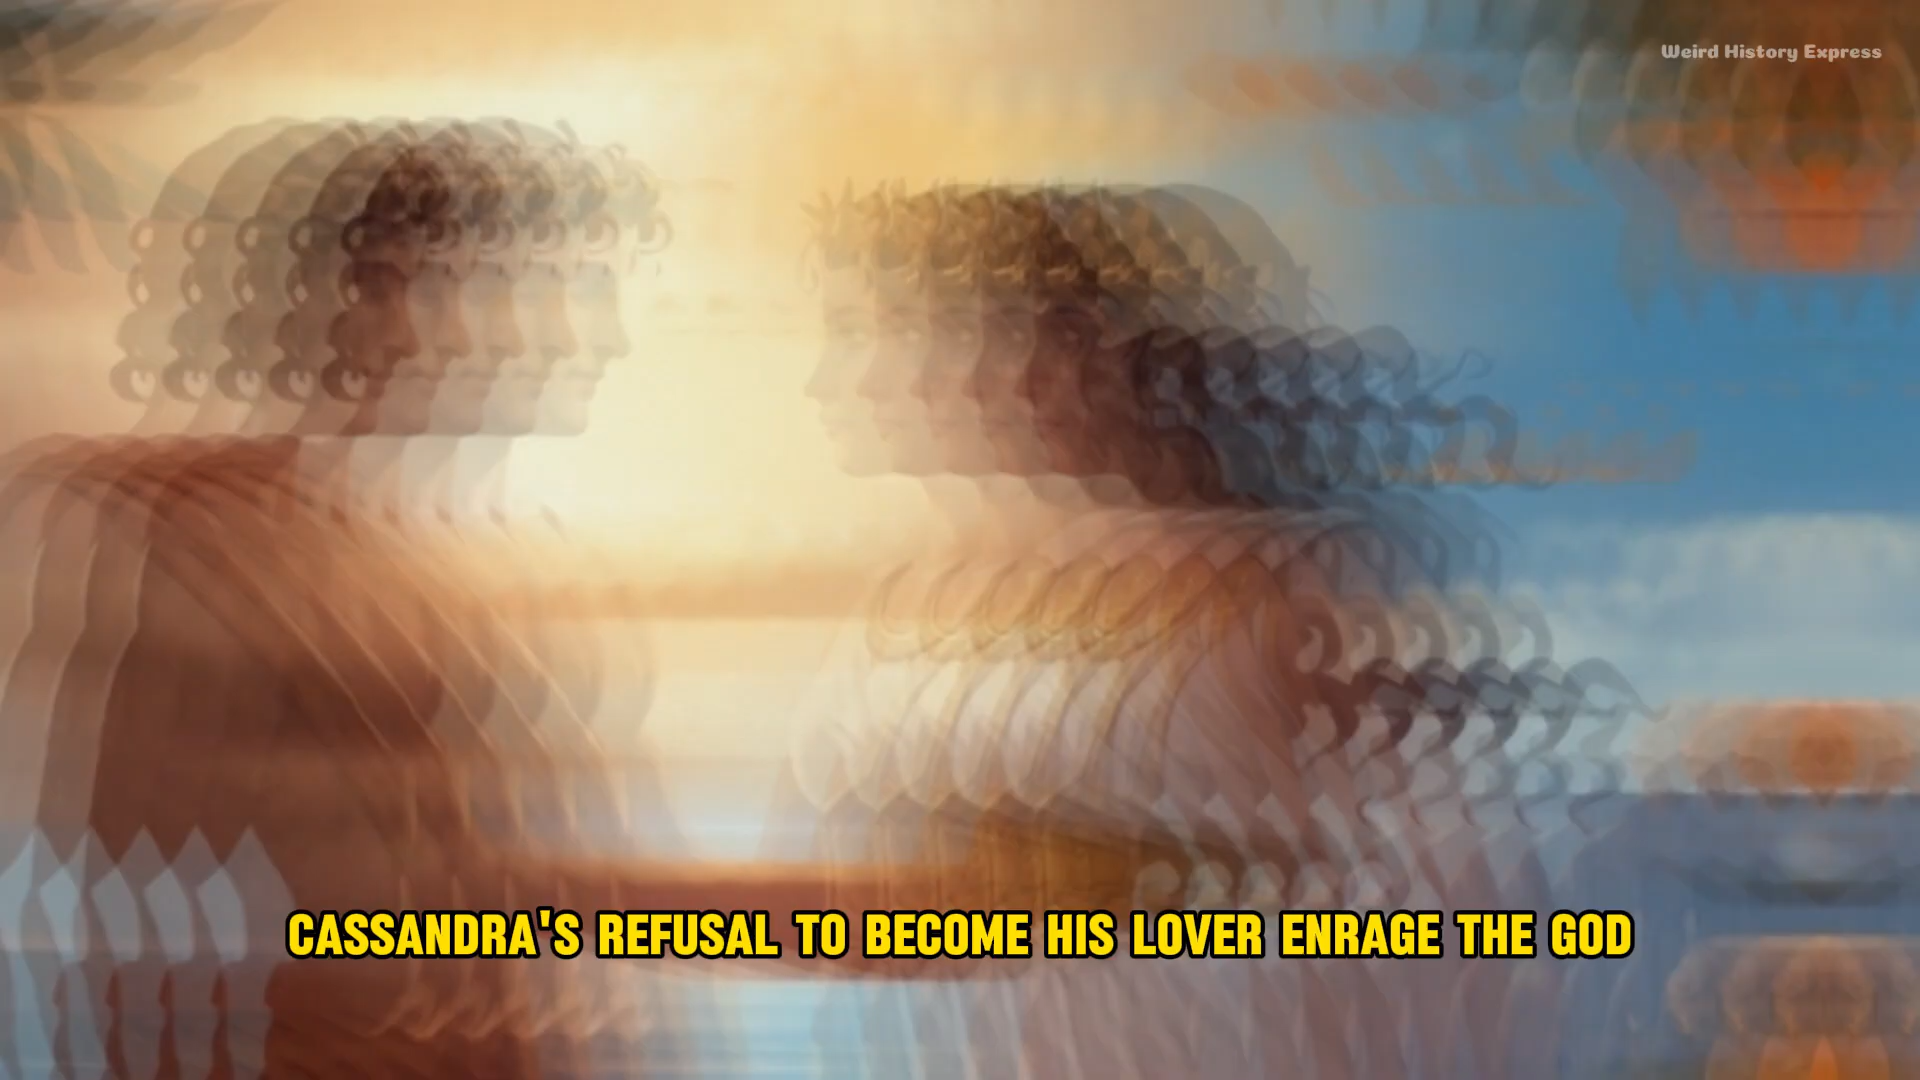 Weird History Express
CASSANDRA'S REFUSAL TO BECOME HIS LOVER ENRAGE THE GOD